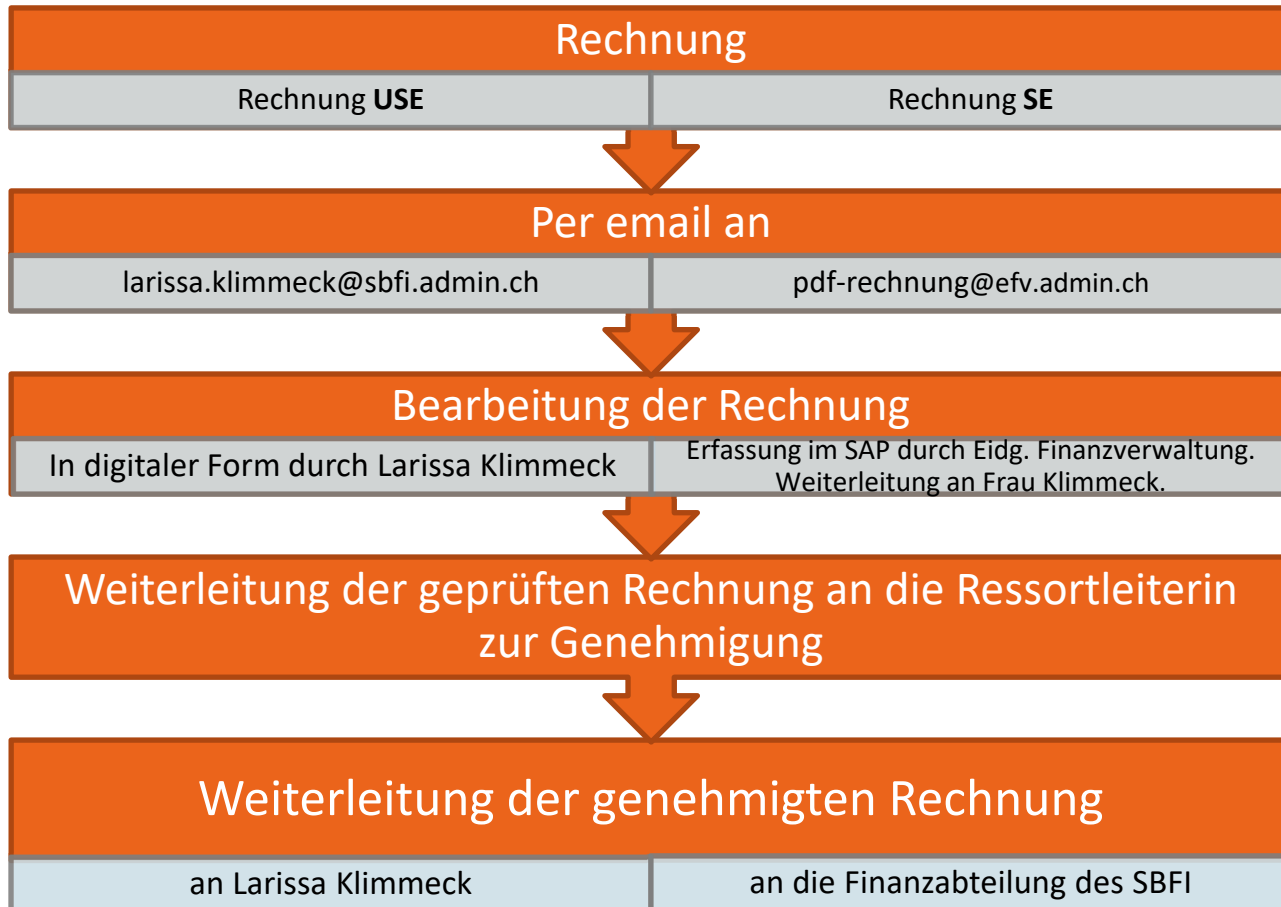 Rechnung
Rechnung USE
Rechnung SE
Per email an
larissa.klimmeck@sbfi.admin.ch
pdf-rechnung@efv.admin.ch
Bearbeitung der Rechnung
In digitaler Form durch Larissa Klimmeck
Erfassung im SAP durch Eidg. Finanzverwaltung.
Weiterleitung an Frau Klimmeck.
Weiterleitung der geprüften Rechnung an die Ressortleiterin
zur Genehmigung
Weiterleitung der genehmigten Rechnung
an Larissa Klimmeck
an die Finanzabteilung des SBFI